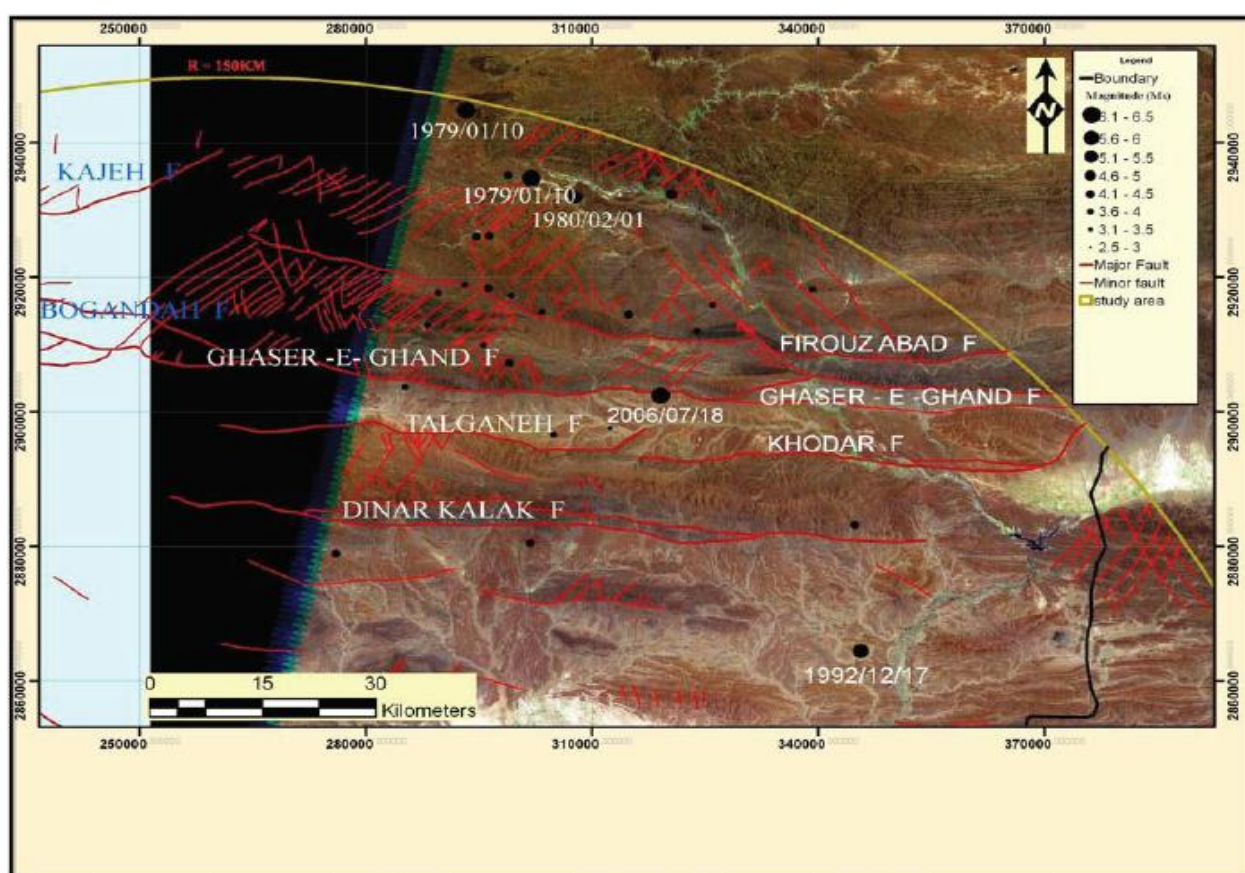 250000 280000 310000 340000 370000
R = 150KM
Legend
Boundary
Magnitude (Ms)
6.1 - 6.5
5.6 - 6
5.1 - 5.5
4.6 - 5
4.1 - 4.5
3.6 - 4
3.1 - 3.5
2.5 - 3
Major Fault
Minor fault
study area
N
1979/01/10
2940000 2940000
KAJEH F
1979/01/10
1980/02/01
2920000 2920000
BOGANDAH F
FIROUZ ABAD F
GHASER -E- GHAND F
GHASER - E -GHAND F
2006/07/18
2900000 2900000
TALGANEH F
KHODAR F
DINAR KALAK F
2880000 2880000
1992/12/17
0 15 30
Kilometers
2860000 2860000
250000 280000 310000 340000 370000